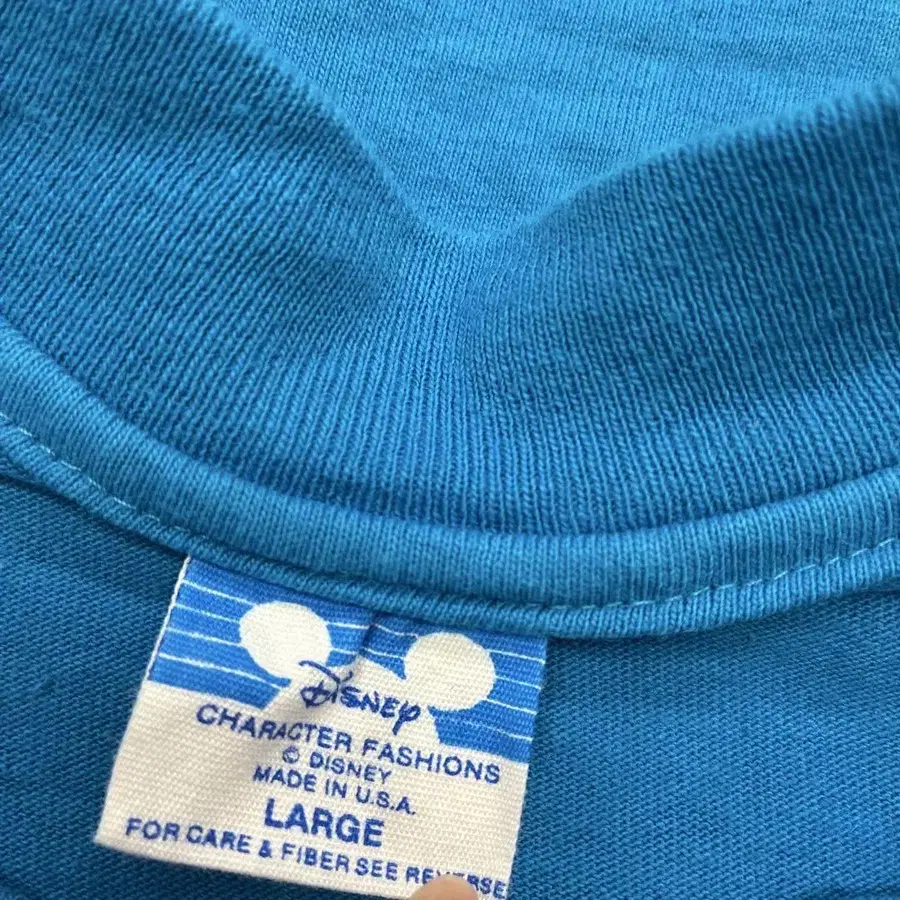 Disney
CHARACTER FASHIONS
© DISNEY
MADE IN U.S.A.
LARGE
FOR CARE & FIBER SEE REVERSE